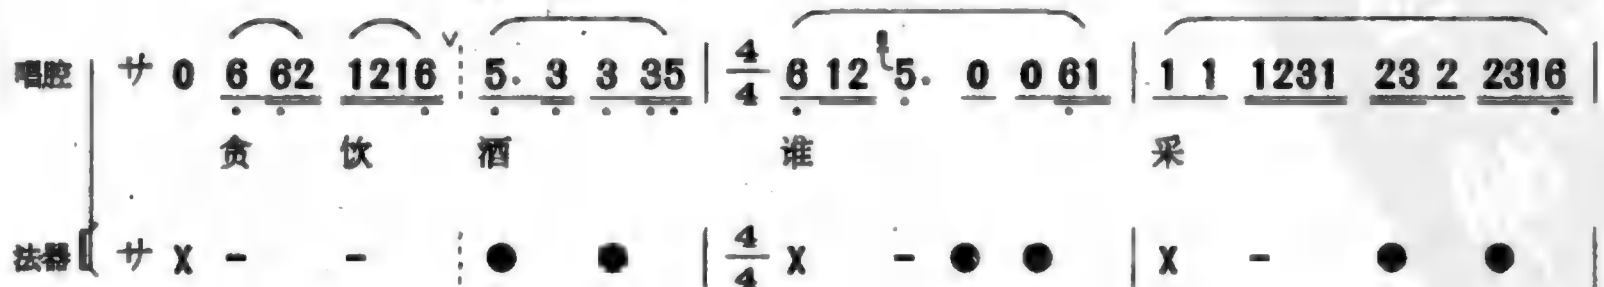 唱腔 サ 0 6 62 1216 5. 3 3 35 | 4/4 6 12 5. 0 0 61 | 1 1 1231 23 2 2316 |
贪 饮 酒 谁 采
法器 サ X - - ● ● | 4/4 X - ● ● | X - ● ● |